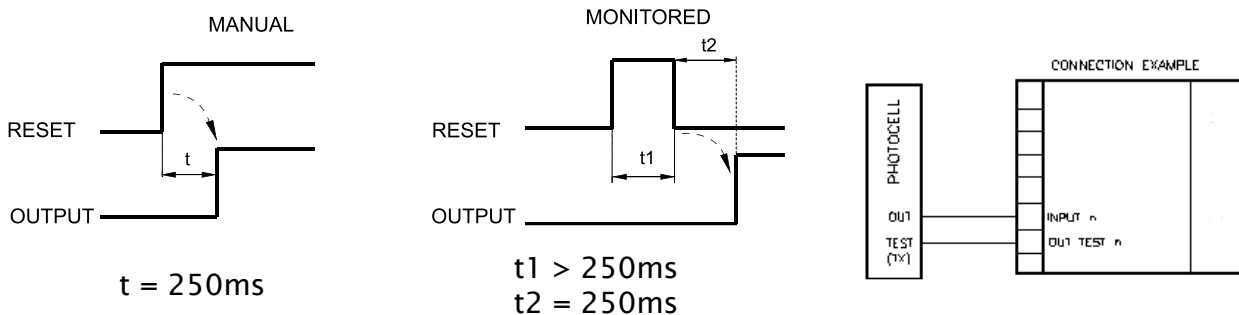 MANUAL
RESET
t
OUTPUT
t = 250ms
MONITORED
t2
RESET
t1
OUTPUT
t1 > 250ms
t2 = 250ms
CONNECTION EXAMPLE
PHOTOCELL
OUT
TEST
(TX)
INPUT n
OUT TEST n